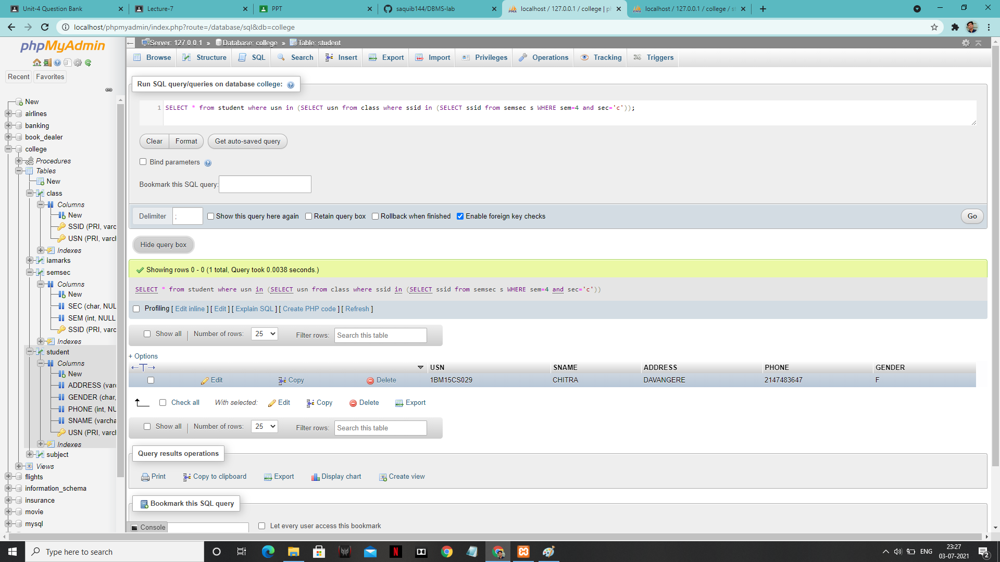 Unit-4 Question Bank
Lecture-7
PPT
saquib144/DBMS-lab
localhost / 127.0.0.1 / college | p
localhost / 127.0.0.1 / college / s
localhost/phpmyadmin/index.php?route=/database/sql&db=college
phpMyAdmin
Recent
Favorites
New
airlines
banking
book_dealer
college
Procedures
Tables
New
class
Columns
New
SSID (PRI, varc
USN (PRI, varcl
Indexes
iamarks
semsec
Columns
New
SEC (char, NUL
SEM (int, NULL
SSID (PRI, varc
Indexes
student
Columns
New
ADDRESS (var
GENDER (char,
PHONE (int, NU
SNAME (varcha
USN (PRI, varcl
Indexes
subject
Views
flights
information_schema
insurance
movie
mysql
Server: 127.0.0.1 » Database: college » Table: student
Browse Structure SQL Search Insert Export Import Privileges Operations Tracking Triggers
Run SQL query/queries on database college:
1 SELECT * from student where usn in (SELECT usn from class where ssid in (SELECT ssid from semsec s WHERE sem=4 and sec='c'));
Clear Format Get auto-saved query
Bind parameters
Bookmark this SQL query:
Delimiter ; Show this query here again Retain query box Rollback when finished Enable foreign key checks Go
Hide query box
Showing rows 0 - 0 (1 total, Query took 0.0038 seconds.)
SELECT * from student where usn in (SELECT usn from class where ssid in (SELECT ssid from semsec s WHERE sem=4 and sec='c'))
Profiling [ Edit inline ] [ Edit ] [ Explain SQL ] [ Create PHP code ] [ Refresh ]
Show all | Number of rows: 25 Filter rows: Search this table
+ Options
USN SNAME ADDRESS PHONE GENDER
Edit Copy Delete 1BM15CS029 CHITRA DAVANGERE 2147483647 F
Check all With selected: Edit Copy Delete Export
Show all | Number of rows: 25 Filter rows: Search this table
Query results operations
Print Copy to clipboard Export Display chart Create view
Bookmark this SQL query
Console
Let every user access this bookmark
Type here to search
ENG
23:27
03-07-2021
2